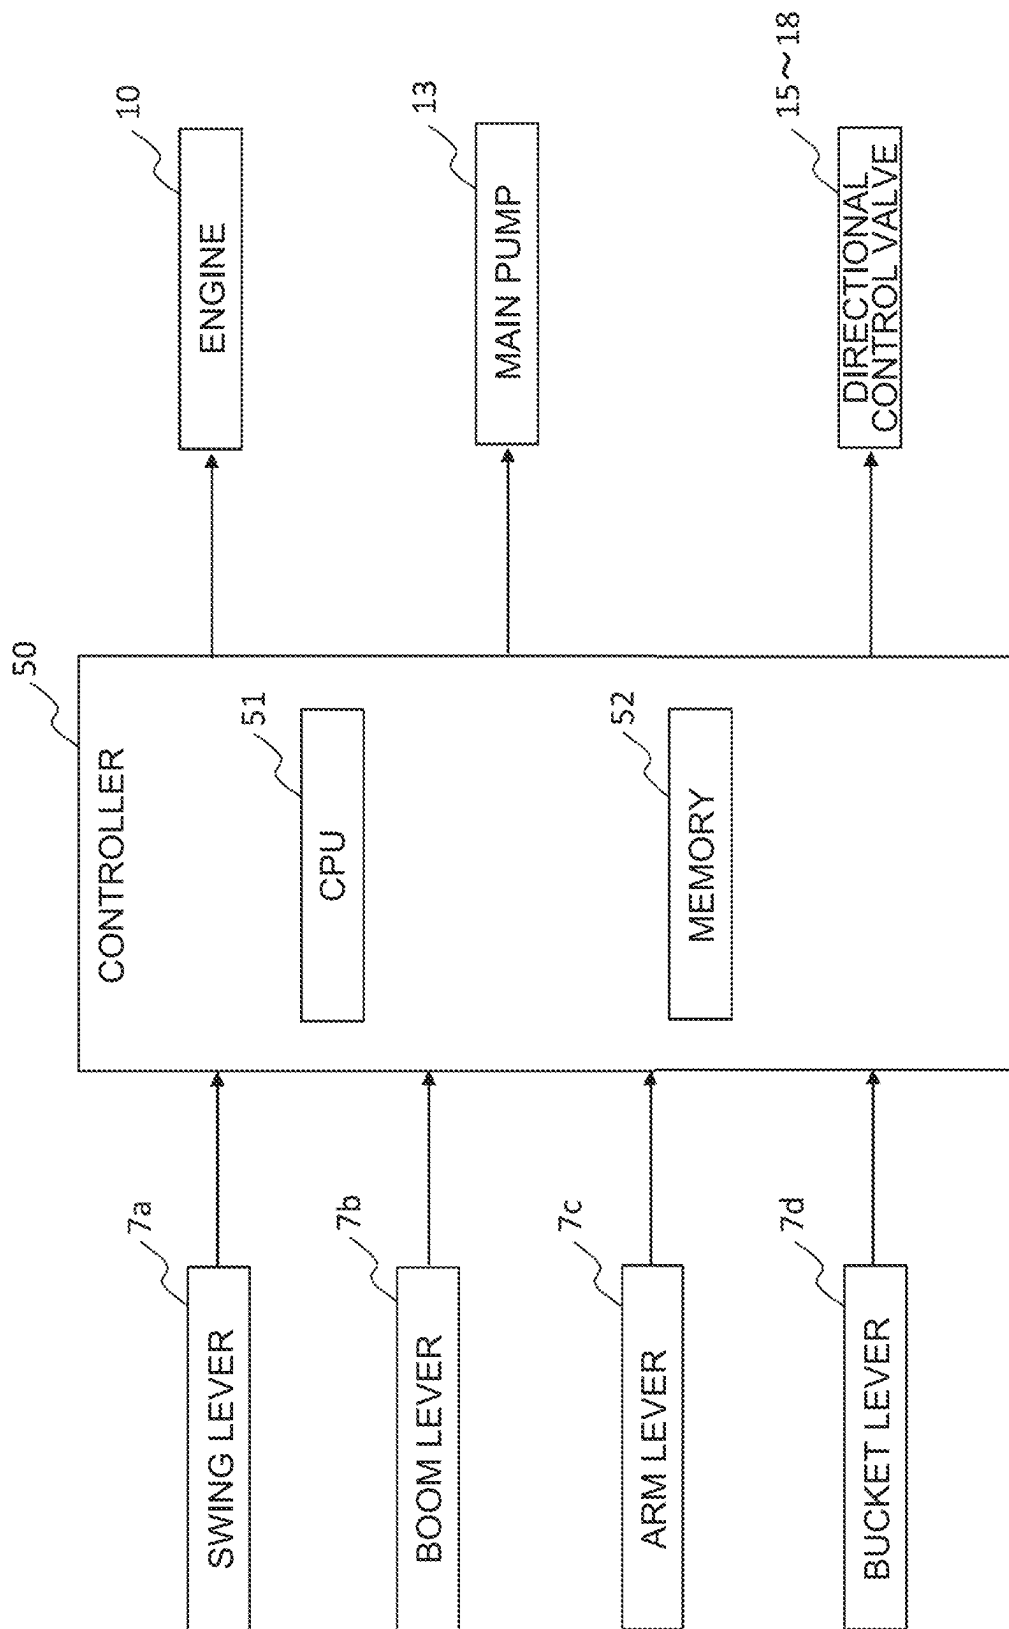 7a
SWING LEVER
7b
BOOM LEVER
7c
ARM LEVER
7d
BUCKET LEVER
50
CONTROLLER
51
CPU
52
MEMORY
10
ENGINE
13
MAIN PUMP
15~18
DIRECTIONAL
CONTROL VALVE